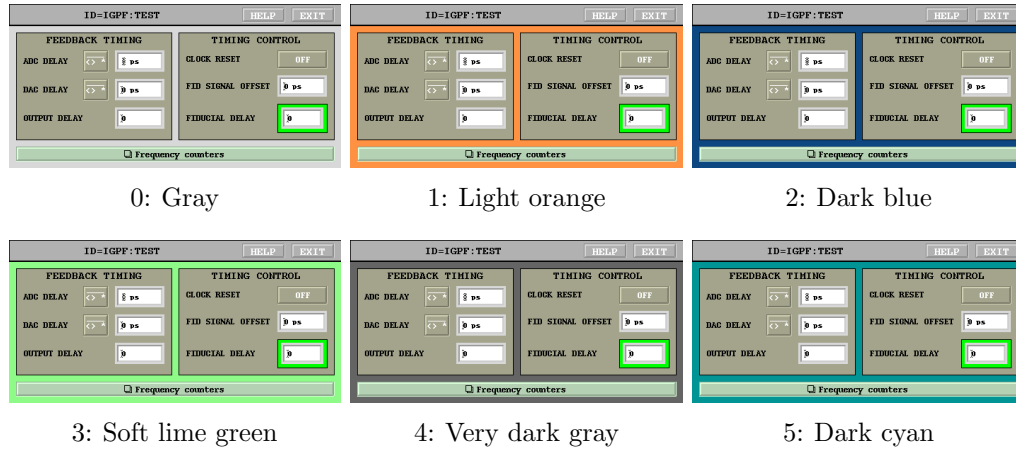 ID=IGPF:TEST HELP EXIT
FEEDBACK TIMING TIMING CONTROL
ADC DELAY <> * 0 ps CLOCK RESET OFF
DAC DELAY <> * 0 ps FID SIGNAL OFFSET 0 ps
OUTPUT DELAY 0 FIDUCIAL DELAY 0
Frequency counters
0: Gray
ID=IGPF:TEST HELP EXIT
FEEDBACK TIMING TIMING CONTROL
ADC DELAY <> * 0 ps CLOCK RESET OFF
DAC DELAY <> * 0 ps FID SIGNAL OFFSET 0 ps
OUTPUT DELAY 0 FIDUCIAL DELAY 0
Frequency counters
1: Light orange
ID=IGPF:TEST HELP EXIT
FEEDBACK TIMING TIMING CONTROL
ADC DELAY <> * 0 ps CLOCK RESET OFF
DAC DELAY <> * 0 ps FID SIGNAL OFFSET 0 ps
OUTPUT DELAY 0 FIDUCIAL DELAY 0
Frequency counters
2: Dark blue
ID=IGPF:TEST HELP EXIT
FEEDBACK TIMING TIMING CONTROL
ADC DELAY <> * 0 ps CLOCK RESET OFF
DAC DELAY <> * 0 ps FID SIGNAL OFFSET 0 ps
OUTPUT DELAY 0 FIDUCIAL DELAY 0
Frequency counters
3: Soft lime green
ID=IGPF:TEST HELP EXIT
FEEDBACK TIMING TIMING CONTROL
ADC DELAY <> * 0 ps CLOCK RESET OFF
DAC DELAY <> * 0 ps FID SIGNAL OFFSET 0 ps
OUTPUT DELAY 0 FIDUCIAL DELAY 0
Frequency counters
4: Very dark gray
ID=IGPF:TEST HELP EXIT
FEEDBACK TIMING TIMING CONTROL
ADC DELAY <> * 0 ps CLOCK RESET OFF
DAC DELAY <> * 0 ps FID SIGNAL OFFSET 0 ps
OUTPUT DELAY 0 FIDUCIAL DELAY 0
Frequency counters
5: Dark cyan